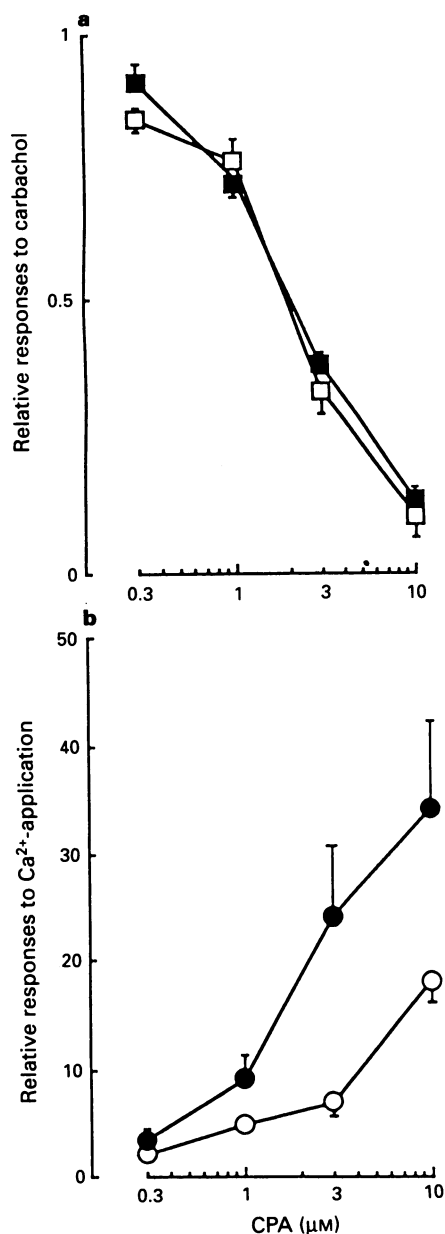 a
1
0.5
0
Relative responses to carbachol
0.3 1 3 10
b
50
40
30
20
10
0
Relative responses to Ca²⁺-application
0.3 1 3 10
CPA (μM)